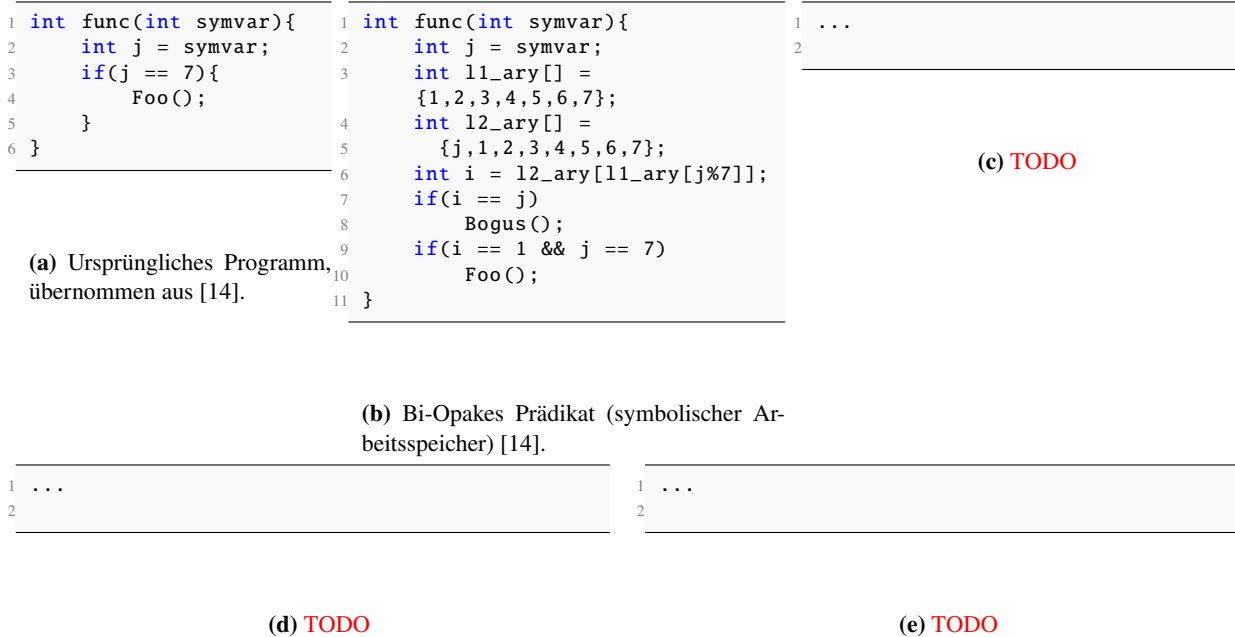 1 int func(int symvar){
2     int j = symvar;
3     if(j == 7){
4         Foo();
5     }
6 }
(a) Ursprüngliches Programm,
übernommen aus [14].
1 int func(int symvar){
2     int j = symvar;
3     int l1_ary[] =
      {1,2,3,4,5,6,7};
4     int l2_ary[] =
5       {j,1,2,3,4,5,6,7};
6     int i = l2_ary[l1_ary[j%7]];
7     if(i == j)
8         Bogus();
9     if(i == 1 && j == 7)
10         Foo();
11 }
(b) Bi-Opakes Prädikat (symbolischer Ar-
beitsspeicher) [14].
1 ...
2
(c) TODO
1 ...
2
(d) TODO
1 ...
2
(e) TODO